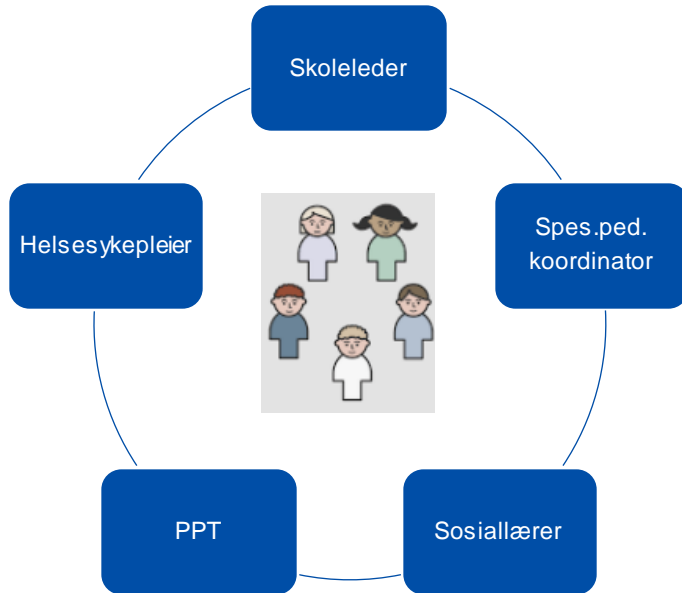 Skoleleder
Helsesykepleier
Spes.ped.
koordinator
PPT
Sosiallærer